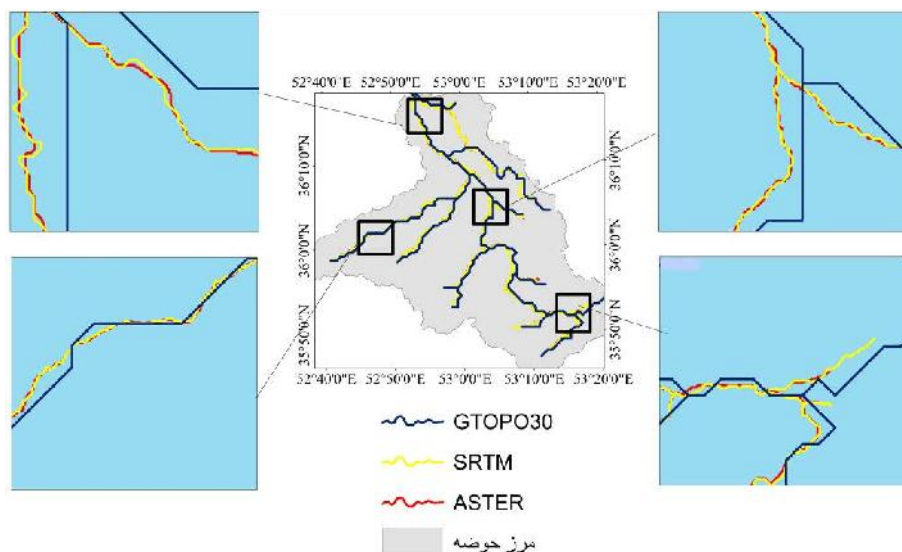 52°40'0"E 52°50'0"E 53°0'0"E 53°10'0"E 53°20'0"E
36°10'0"N 36°10'0"N
36°0'0"N 36°0'0"N
35°50'0"N 35°50'0"N
52°40'0"E 52°50'0"E 53°0'0"E 53°10'0"E 53°20'0"E
GTOPO30
SRTM
ASTER
مرز حوضه